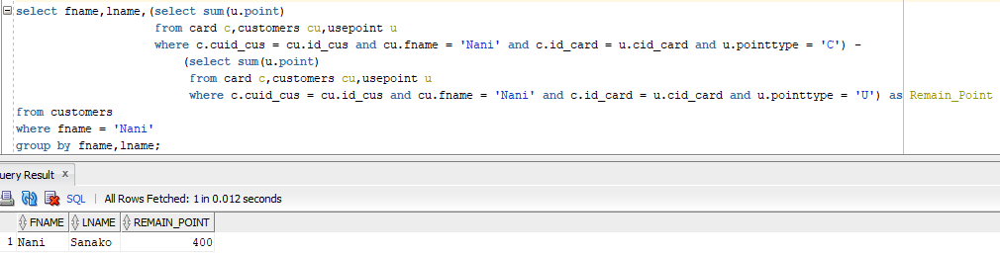 select fname,lname,(select sum(u.point)
from card c,customers cu,usepoint u
where c.cuid_cus = cu.id_cus and cu.fname = 'Nani' and c.id_card = u.cid_card and u.pointtype = 'C') -
(select sum(u.point)
from card c,customers cu,usepoint u
where c.cuid_cus = cu.id_cus and cu.fname = 'Nani' and c.id_card = u.cid_card and u.pointtype = 'U') as Remain_Point
from customers
where fname = 'Nani'
group by fname,lname;
uery Result x
SQL | All Rows Fetched: 1 in 0.012 seconds
FNAME LNAME REMAIN_POINT
1 Nani Sanako 400